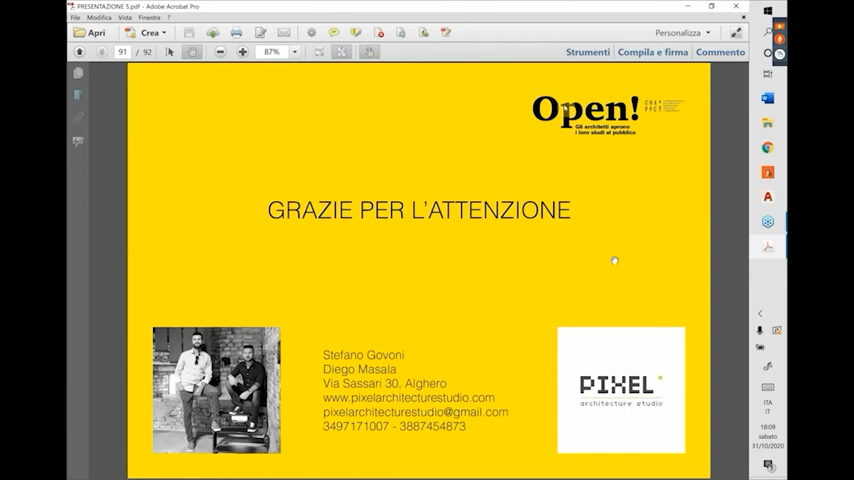 PRESENTAZIONE 5.pdf - Adobe Acrobat Pro
File Modifica Vista Finestra ?
Apri Crea Personalizza
91 / 92 87% Strumenti Compila e firma Commento
Open!
CNA
PPC
Gli architetti aprono
i loro studi al pubblico
GRAZIE PER L'ATTENZIONE
Stefano Govoni
Diego Masala
Via Sassari 30, Alghero
www.pixelarchitecturestudio.com
pixelarchitecturestudio@gmail.com
3497171007 - 3887454873
PIXEL
architecture studio
ITA
IT
18:09
sabato
31/10/2020